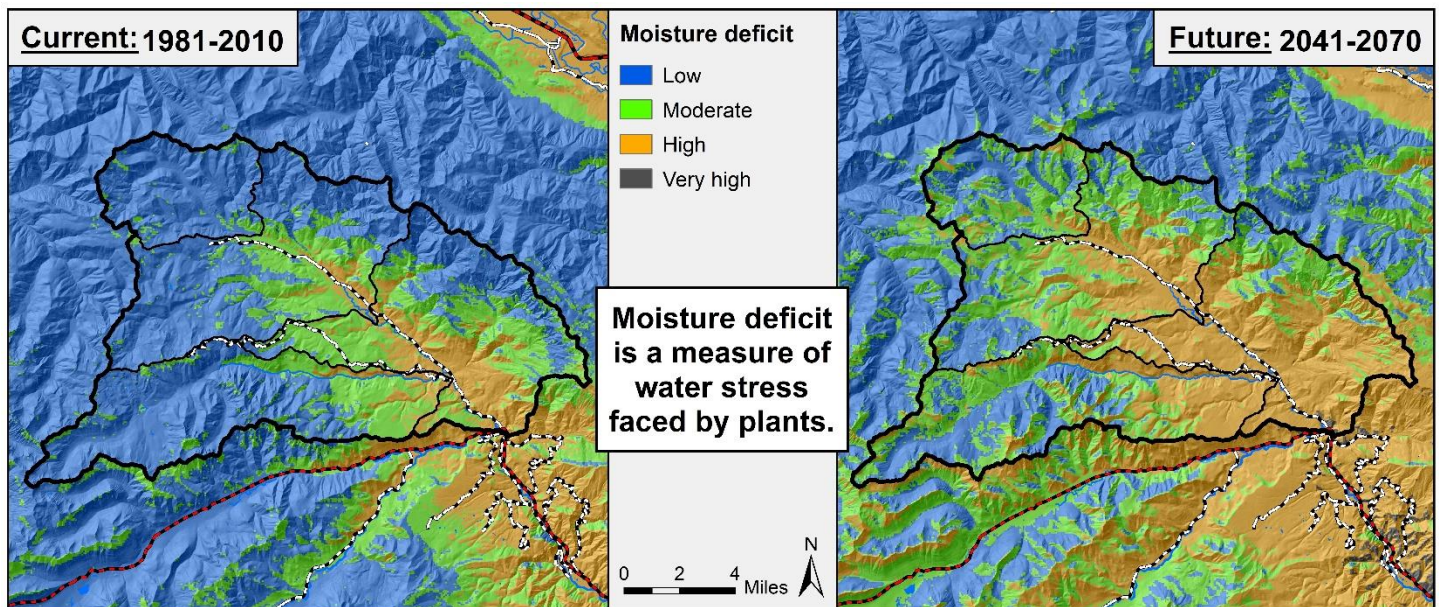 Current: 1981-2010
Moisture deficit
Low
Moderate
High
Very high
Future: 2041-2070
Moisture deficit
is a measure of
water stress
faced by plants.
N
0 2 4
Miles